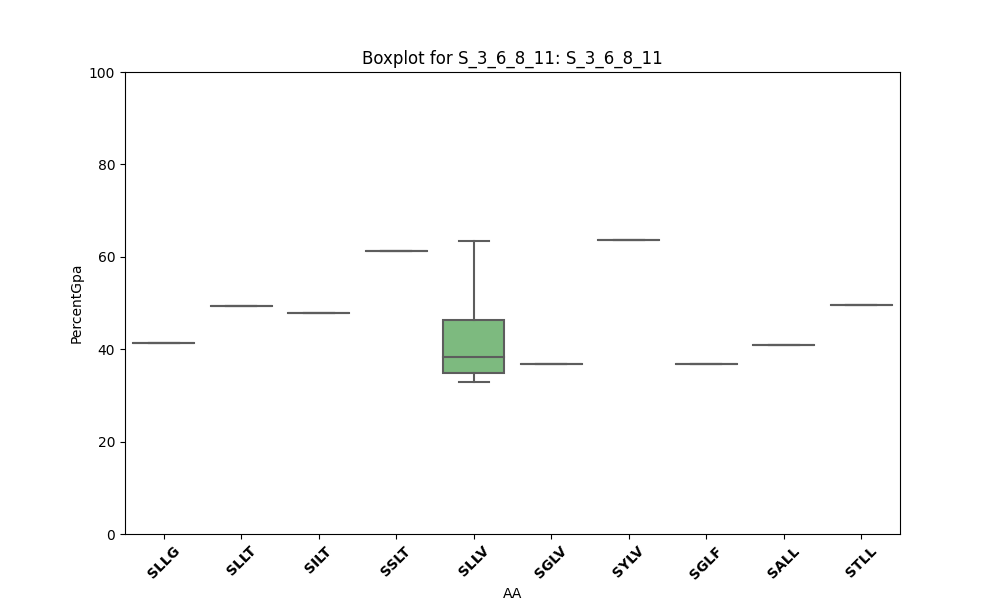 Boxplot for S_3_6_8_11: S_3_6_8_11
100
80
60
40
20
0
PercentGpa
SLLG
SLLT
SILT
SSLT
SLLV
SGLV
SYLV
SGLF
SALL
STLL
AA